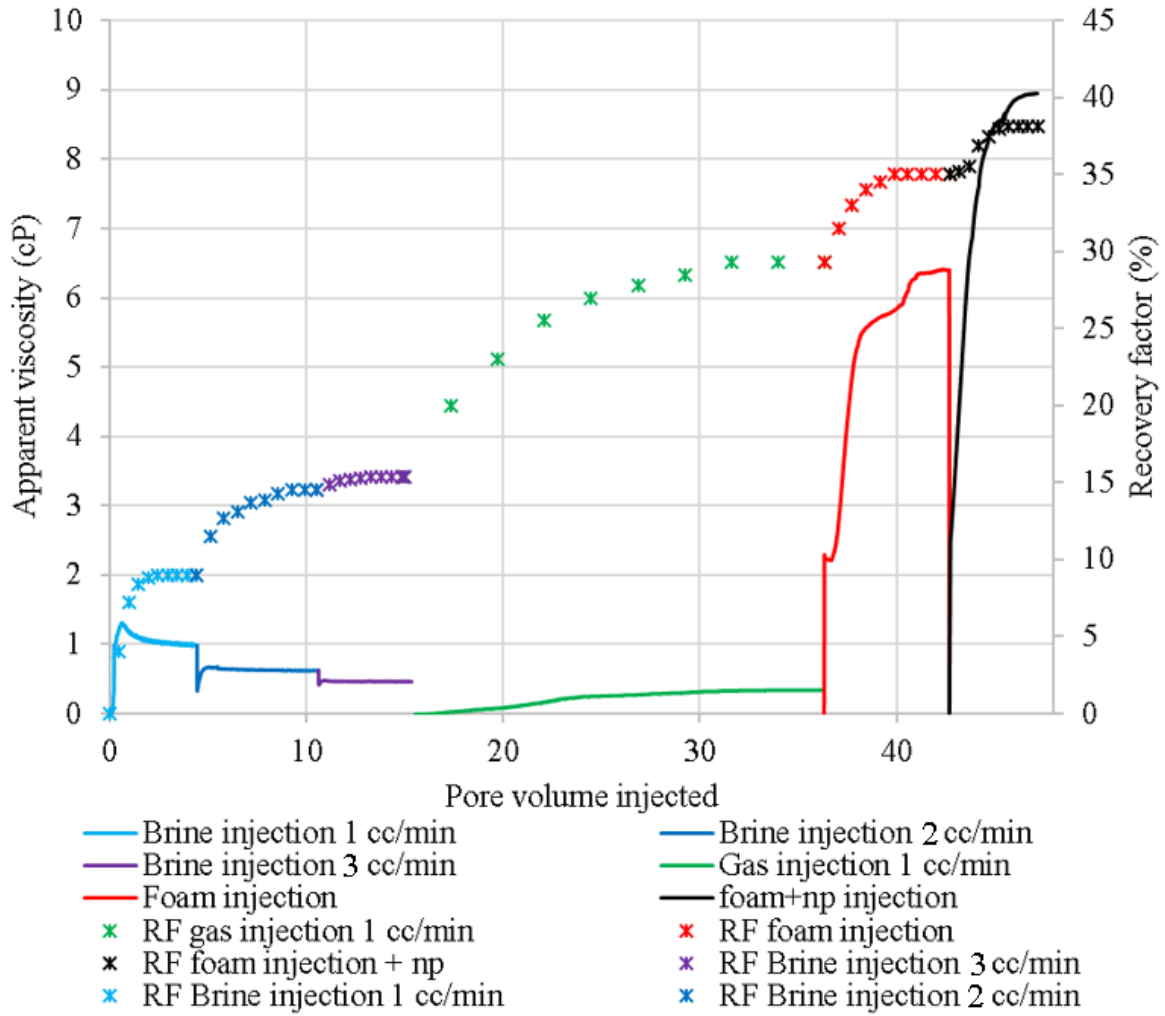 10
9
8
7
6
5
4
3
2
1
0
Apparent viscosity (cP)
45
40
35
30
25
20
15
10
5
0
Recovery factor (%)
0 10 20 30 40
Pore volume injected
Brine injection 1 cc/min Brine injection 2 cc/min
Brine injection 3 cc/min Gas injection 1 cc/min
Foam injection foam+np injection
RF gas injection 1 cc/min RF foam injection
RF foam injection + np RF Brine injection 3 cc/min
RF Brine injection 1 cc/min RF Brine injection 2 cc/min